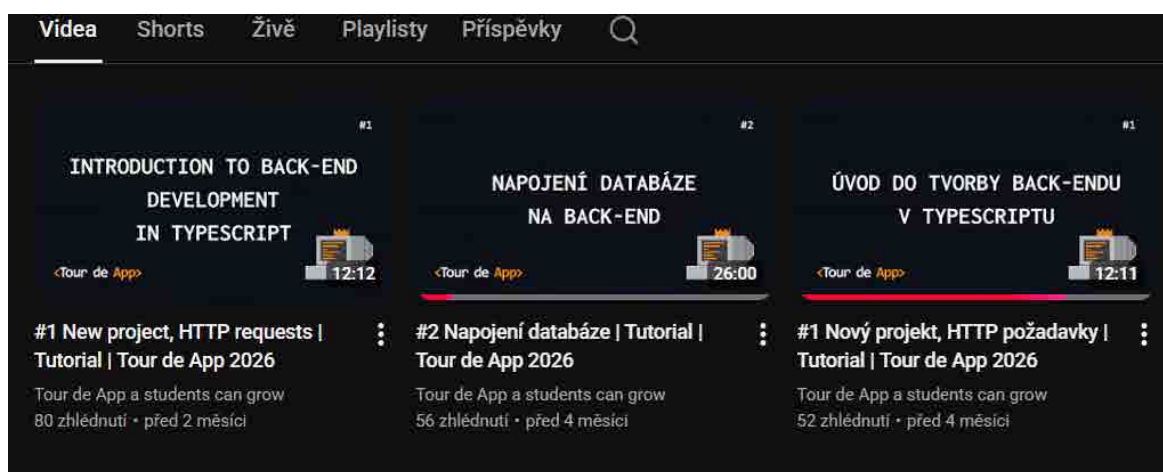 Videa Shorts Živě Playlisty Příspěvky
#1
INTRODUCTION TO BACK-END
DEVELOPMENT
IN TYPESCRIPT
<Tour de App>
12:12
#1 New project, HTTP requests |
Tutorial | Tour de App 2026
Tour de App a students can grow
80 zhlédnutí • před 2 měsíci
#2
NAPOJENÍ DATABÁZE
NA BACK-END
<Tour de App>
26:00
#2 Napojení databáze | Tutorial |
Tour de App 2026
Tour de App a students can grow
56 zhlédnutí • před 4 měsíci
#1
ÚVOD DO TVORBY BACK-ENDU
V TYPESCRIPTU
<Tour de App>
12:11
#1 Nový projekt, HTTP požadavky |
Tutorial | Tour de App 2026
Tour de App a students can grow
52 zhlédnutí • před 4 měsíci